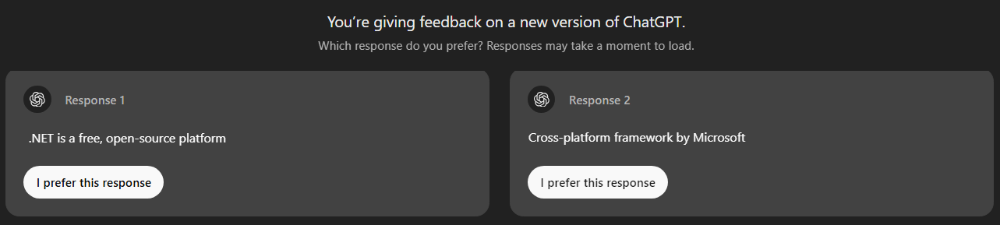 You’re giving feedback on a new version of ChatGPT.
Which response do you prefer? Responses may take a moment to load.
Response 1
.NET is a free, open-source platform
I prefer this response
Response 2
Cross-platform framework by Microsoft
I prefer this response